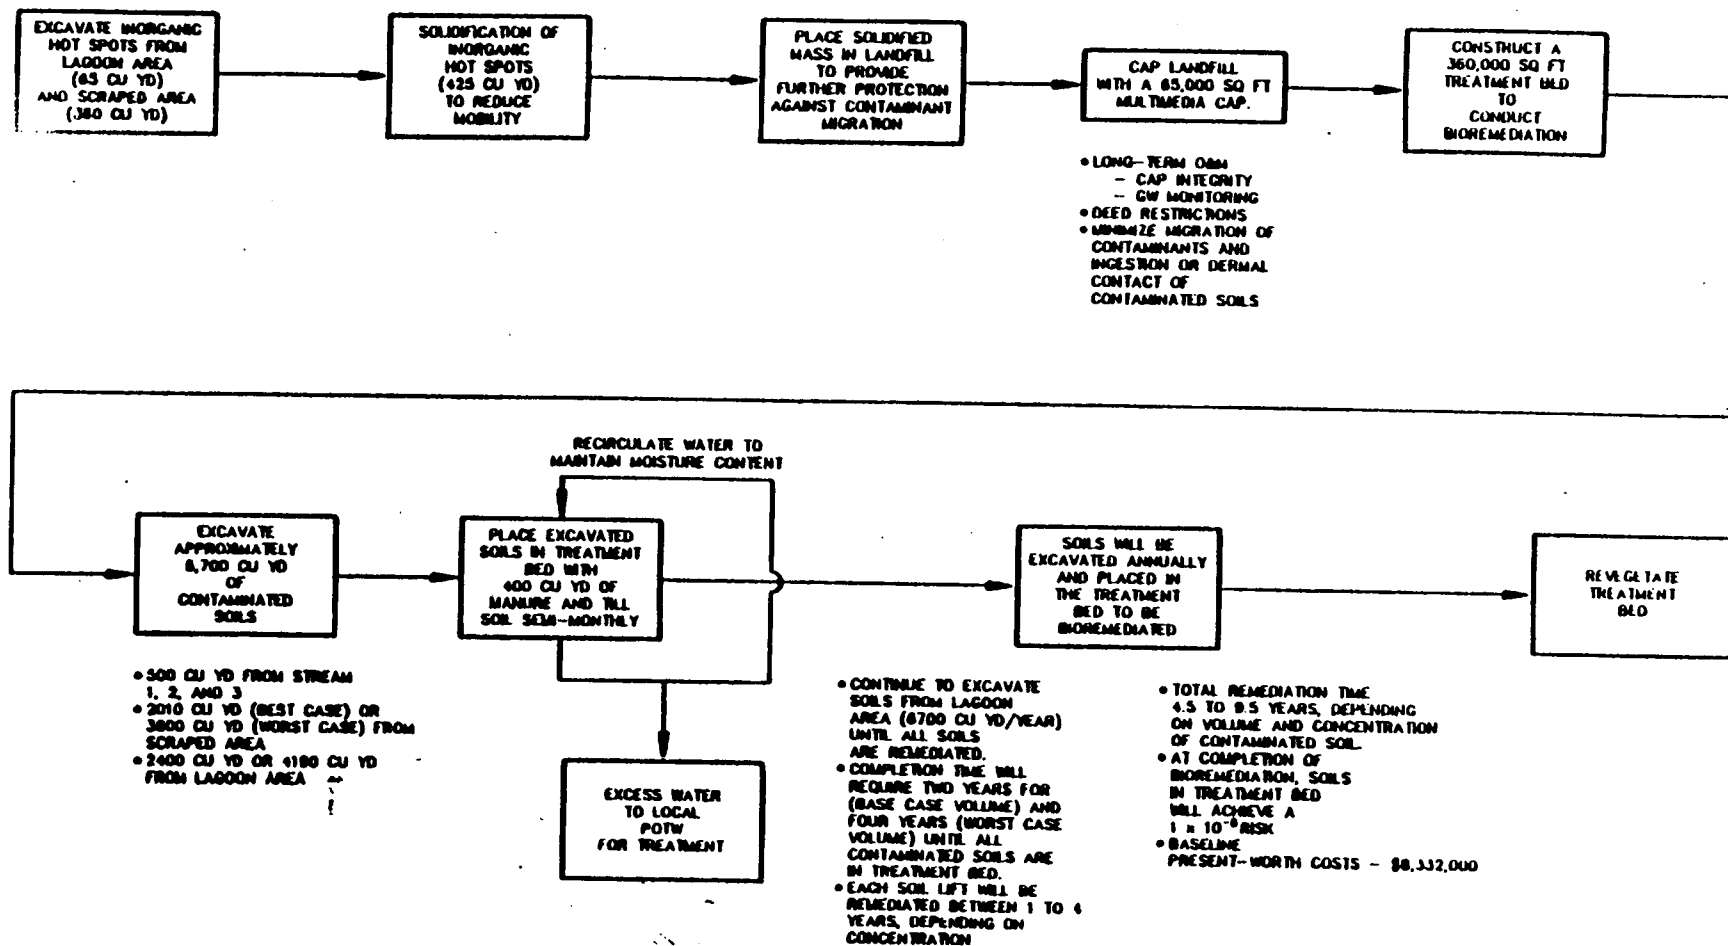 EXCAVATE INORGANIC
HOT SPOTS FROM
LAGOON AREA
(65 CU YD)
AND SCRAPED AREA
(360 CU YD)
SOLIDIFICATION OF
INORGANIC
HOT SPOTS
(425 CU YD)
TO REDUCE
MOBILITY
PLACE SOLIDIFIED
MASS IN LANDFILL
TO PROVIDE
FURTHER PROTECTION
AGAINST CONTAMINANT
MIGRATION
CAP LANDFILL
WITH A 65,000 SQ FT
MULTIMEDIA CAP.
• LONG-TERM O&M
- CAP INTEGRITY
- GW MONITORING
• DEED RESTRICTIONS
• MINIMIZE MIGRATION OF
CONTAMINANTS AND
INGESTION OR DERMAL
CONTACT OF
CONTAMINATED SOILS
CONSTRUCT A
360,000 SQ FT
TREATMENT BED
TO
CONDUCT
BIOREMEDIATION
EXCAVATE
APPROXIMATELY
6,700 CU YD
OF
CONTAMINATED
SOILS
• 500 CU YD FROM STREAM
1, 2, AND 3
• 2010 CU YD (BEST CASE) OR
3800 CU YD (WORST CASE) FROM
SCRAPED AREA
• 2400 CU YD OR 4190 CU YD
FROM LAGOON AREA
RECIRCULATE WATER TO
MAINTAIN MOISTURE CONTENT
PLACE EXCAVATED
SOILS IN TREATMENT
BED WITH
400 CU YD OF
MANURE AND TILL
SOIL SEMI-MONTHLY
EXCESS WATER
TO LOCAL
POTW
FOR TREATMENT
SOILS WILL BE
EXCAVATED ANNUALLY
AND PLACED IN
THE TREATMENT
BED TO BE
BIOREMEDIATED
• CONTINUE TO EXCAVATE
SOILS FROM LAGOON
AREA (6700 CU YD/YEAR)
UNTIL ALL SOILS
ARE REMEDIATED.
• COMPLETION TIME WILL
REQUIRE TWO YEARS FOR
(BASE CASE VOLUME) AND
FOUR YEARS (WORST CASE
VOLUME) UNTIL ALL
CONTAMINATED SOILS ARE
IN TREATMENT BED.
• EACH SOIL LIFT WILL BE
REMEDIATED BETWEEN 1 TO 4
YEARS, DEPENDING ON
CONCENTRATION
REVEGETATE
TREATMENT
BED
• TOTAL REMEDIATION TIME
4.5 TO 9.5 YEARS, DEPENDING
ON VOLUME AND CONCENTRATION
OF CONTAMINATED SOIL.
• AT COMPLETION OF
BIOREMEDIATION, SOILS
IN TREATMENT BED
WILL ACHIEVE A
1 x 10⁻⁶ RISK
• BASELINE
PRESENT-WORTH COSTS -